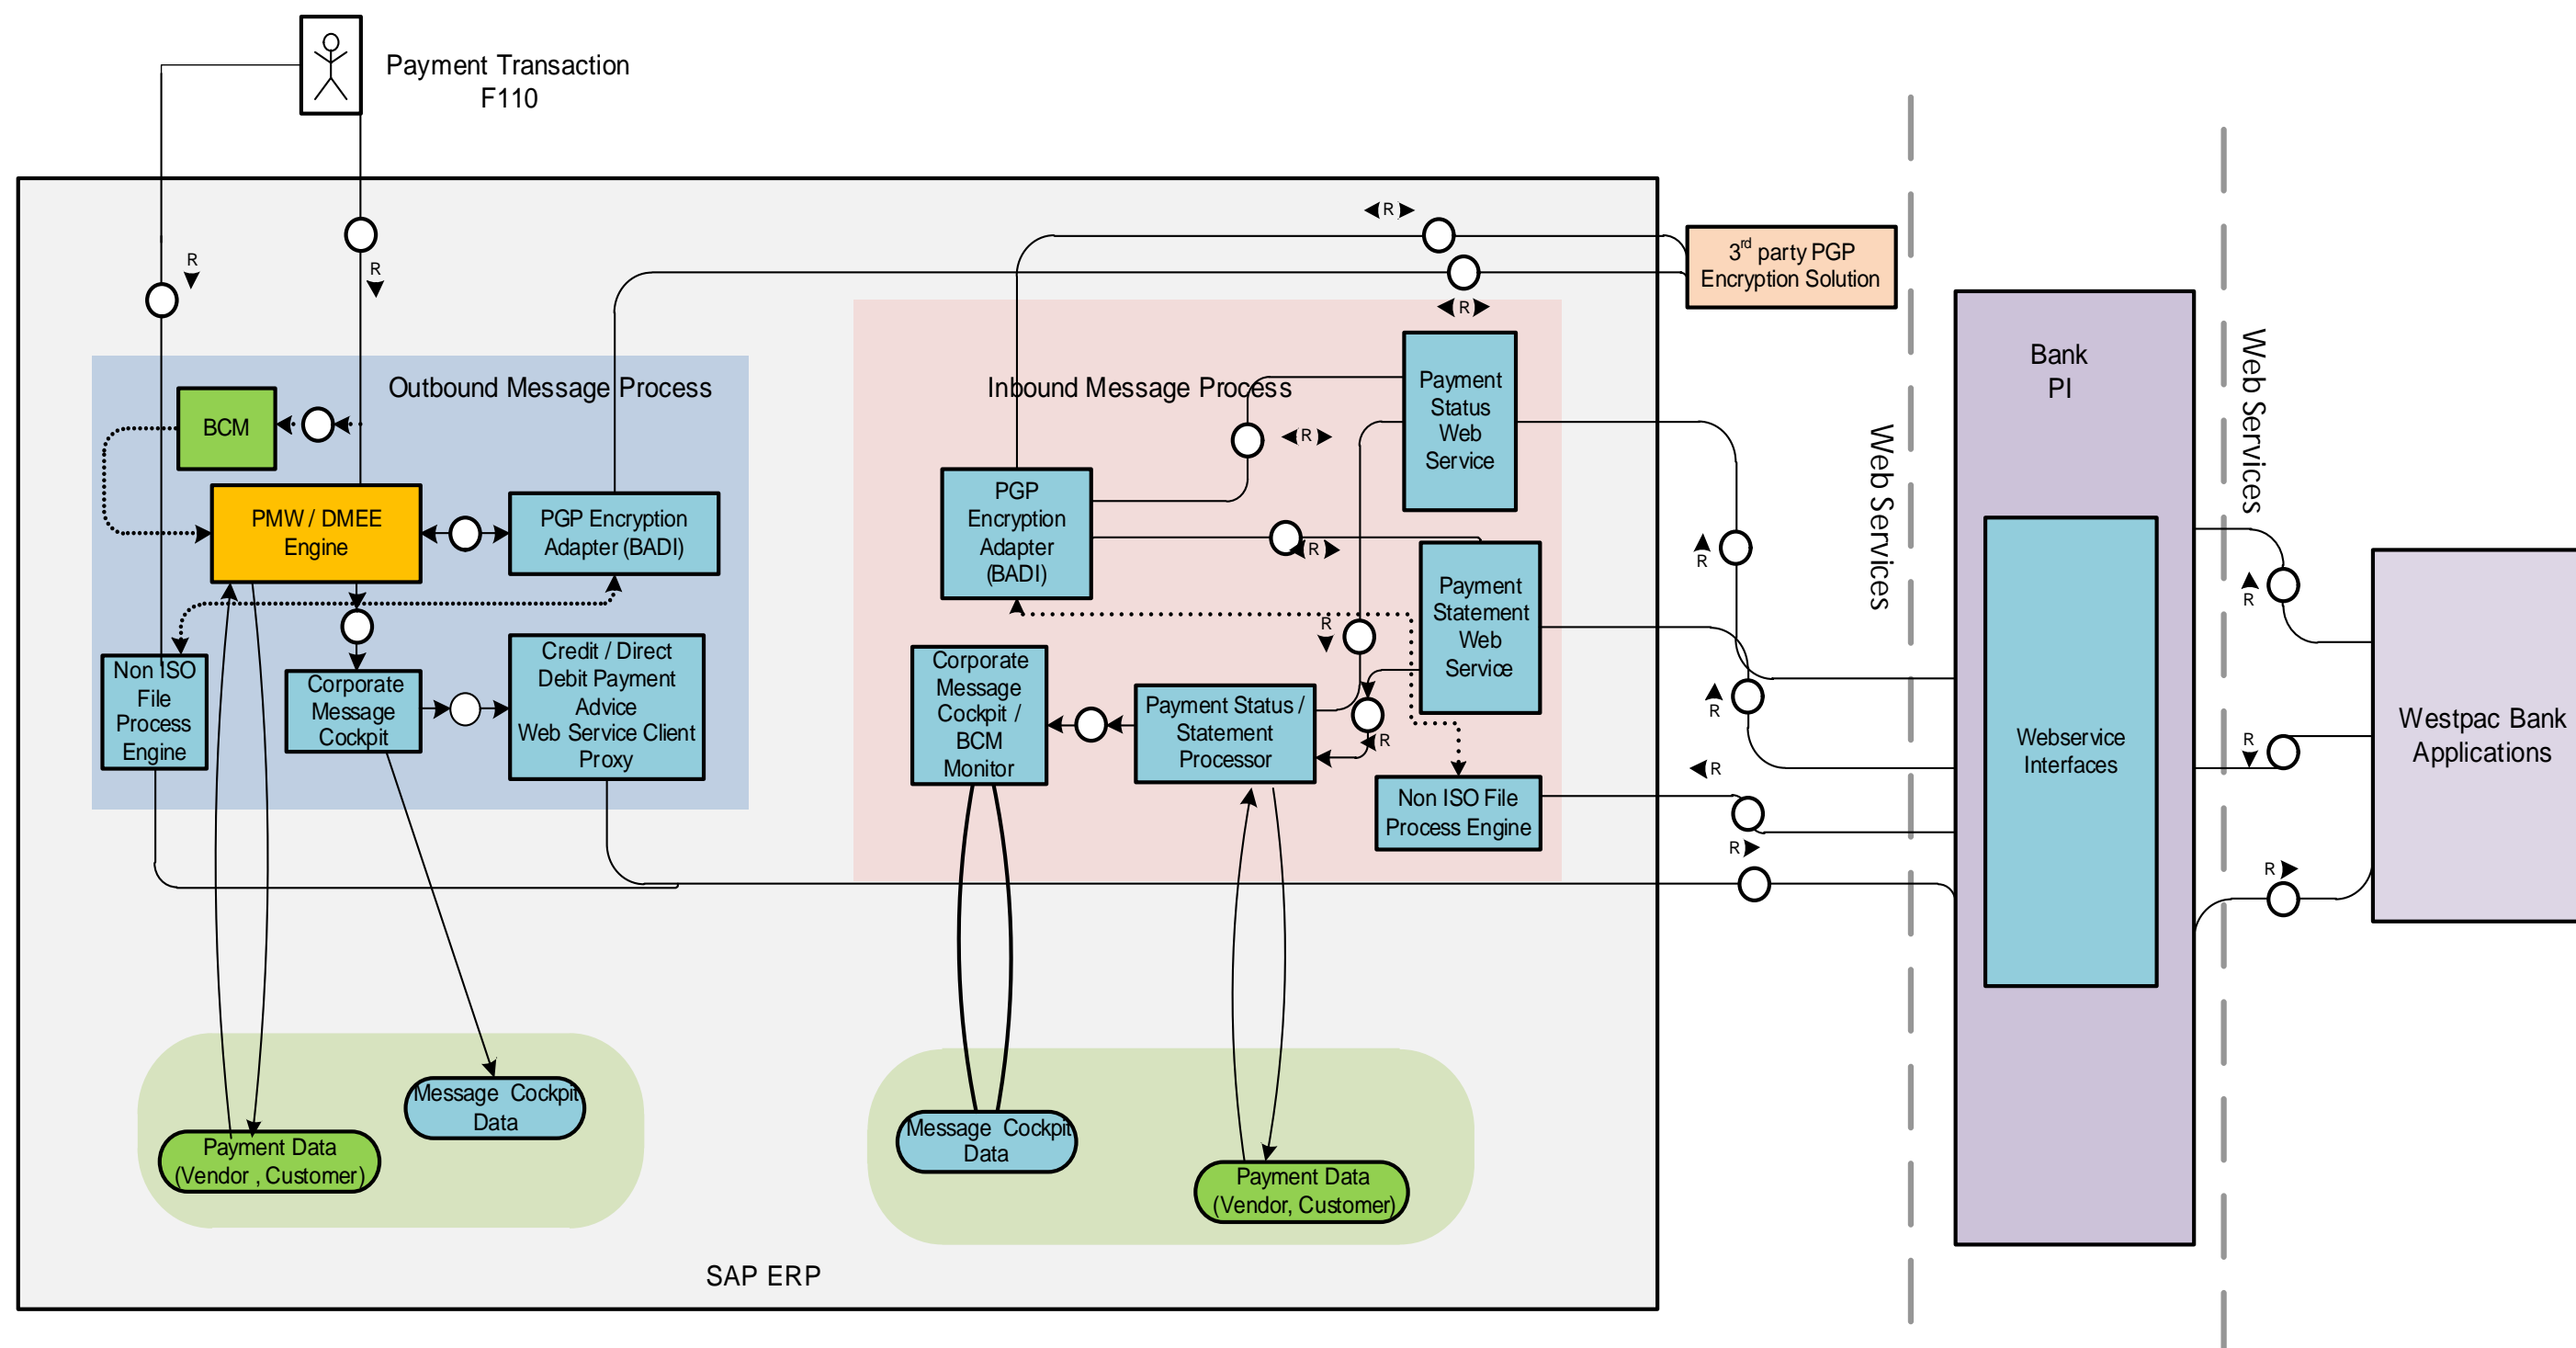 Payment Transaction
F110
R
R
R
R
3rd party PGP
Encryption Solution
Outbound Message Process
BCM
PMW / DMEE
Engine
PGP Encryption
Adapter (BADI)
Non ISO
File
Process
Engine
Corporate
Message
Cockpit
Credit / Direct
Debit Payment
Advice
Web Service Client
Proxy
Inbound Message Process
Payment
Status
Web
Service
R
PGP
Encryption
Adapter
(BADI)
R
Payment
Statement
Web
Service
R
Corporate
Message
Cockpit /
BCM
Monitor
Payment Status /
Statement
Processor
R
Non ISO File
Process Engine
R
R
R
R
Web Services
Bank
PI
Webservice
Interfaces
Web Services
R
R
R
Westpac Bank
Applications
Message Cockpit
Data
Payment Data
(Vendor , Customer)
Message Cockpit
Data
Payment Data
(Vendor, Customer)
SAP ERP